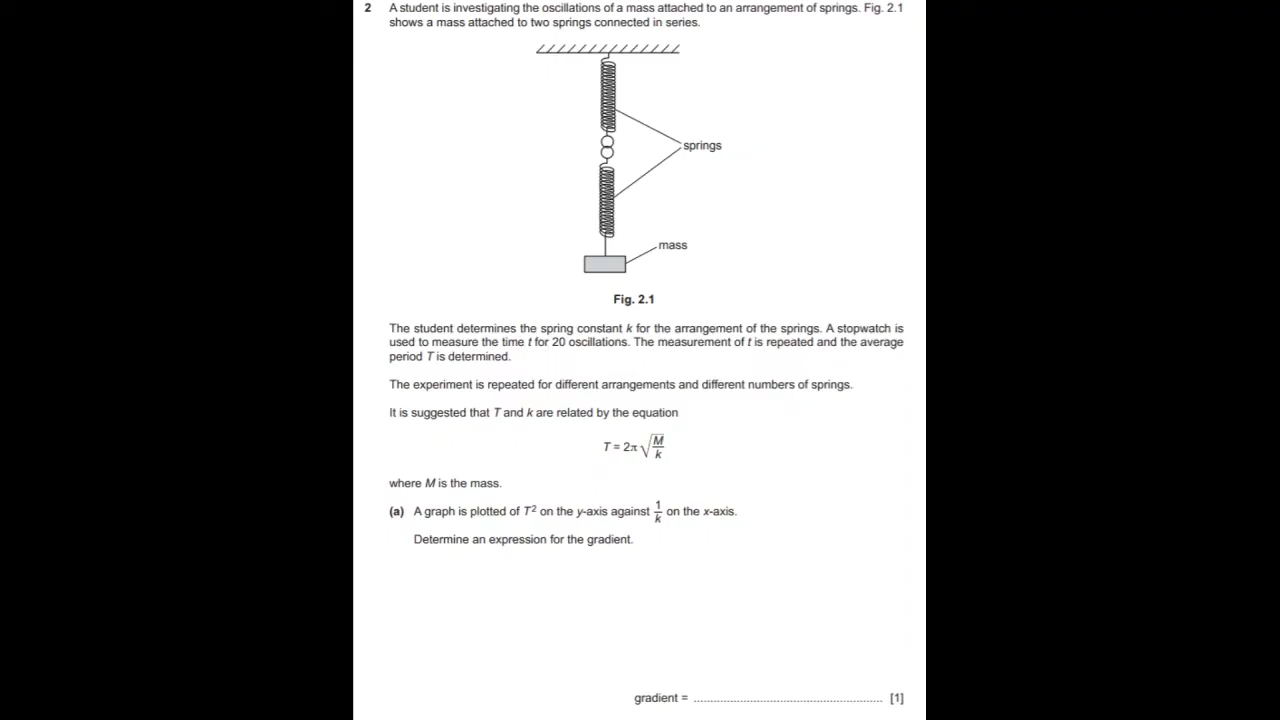 2 A student is investigating the oscillations of a mass attached to an arrangement of springs. Fig. 2.1
shows a mass attached to two springs connected in series.
springs
mass
Fig. 2.1
The student determines the spring constant k for the arrangement of the springs. A stopwatch is
used to measure the time t for 20 oscillations. The measurement of t is repeated and the average
period T is determined.
The experiment is repeated for different arrangements and different numbers of springs.
It is suggested that T and k are related by the equation
T = 2π √(M/k)
where M is the mass.
(a) A graph is plotted of T² on the y-axis against 1/k on the x-axis.
Determine an expression for the gradient.
gradient = ........................................................ [1]